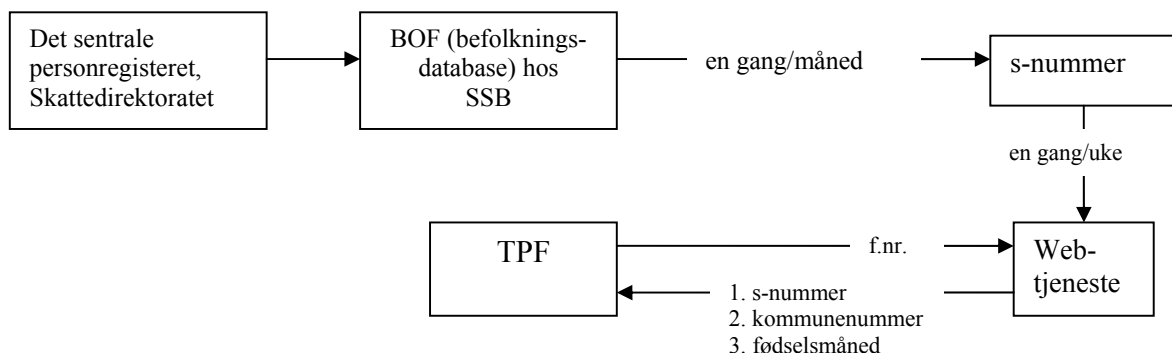 Det sentrale
personregisteret,
Skattedirektoratet
BOF (befolknings-
database) hos
SSB
en gang/måned
s-nummer
en gang/uke
TPF
f.nr.
Web-
tjeneste
1. s-nummer
2. kommunenummer
3. fødselsmåned